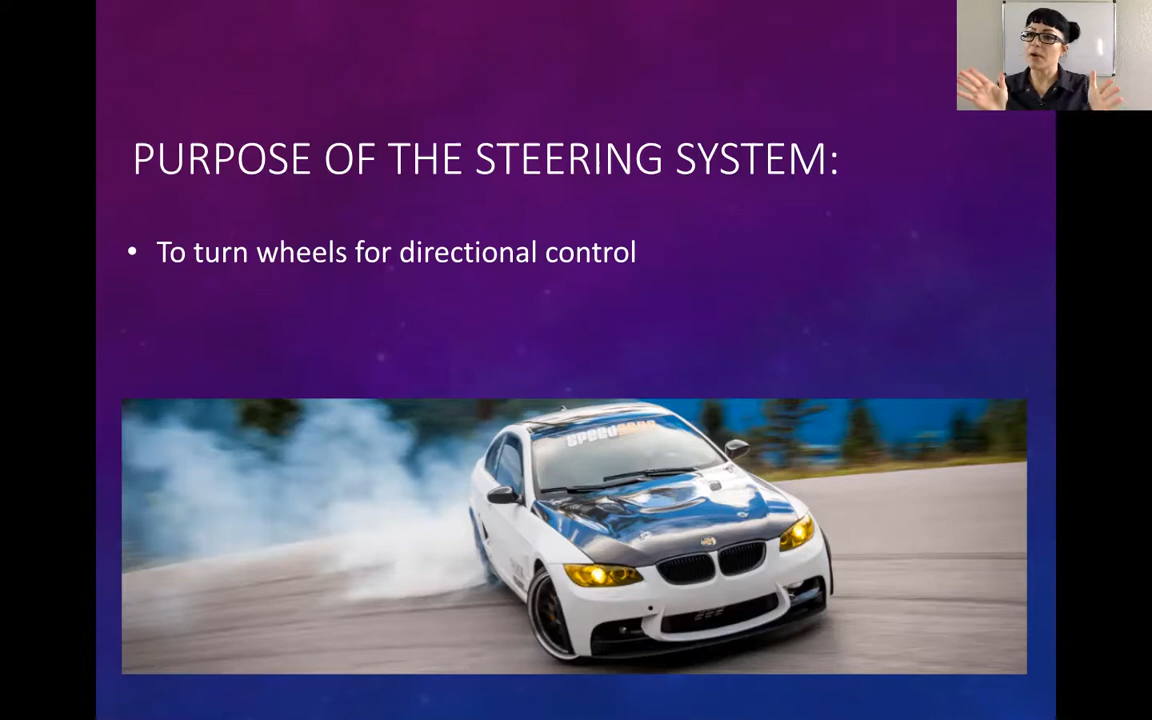 PURPOSE OF THE STEERING SYSTEM:
• To turn wheels for directional control